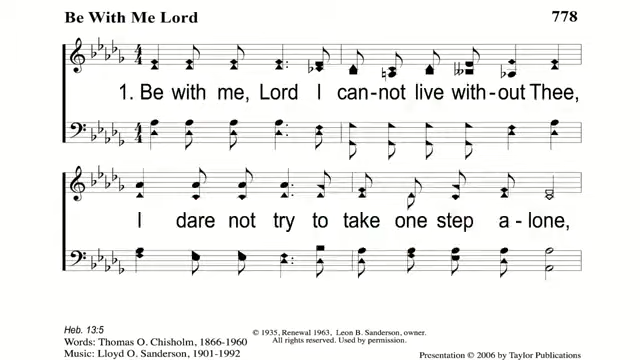 Be With Me Lord 778
1. Be with me, Lord I can-not live with-out Thee,
I dare not try to take one step a-lone,
Heb. 13:5
Words: Thomas O. Chisholm, 1866-1960
Music: Lloyd O. Sanderson, 1901-1992
© 1935, Renewal 1963, Leon B. Sanderson, owner.
All rights reserved. Used by permission.
Presentation © 2006 by Taylor Publications